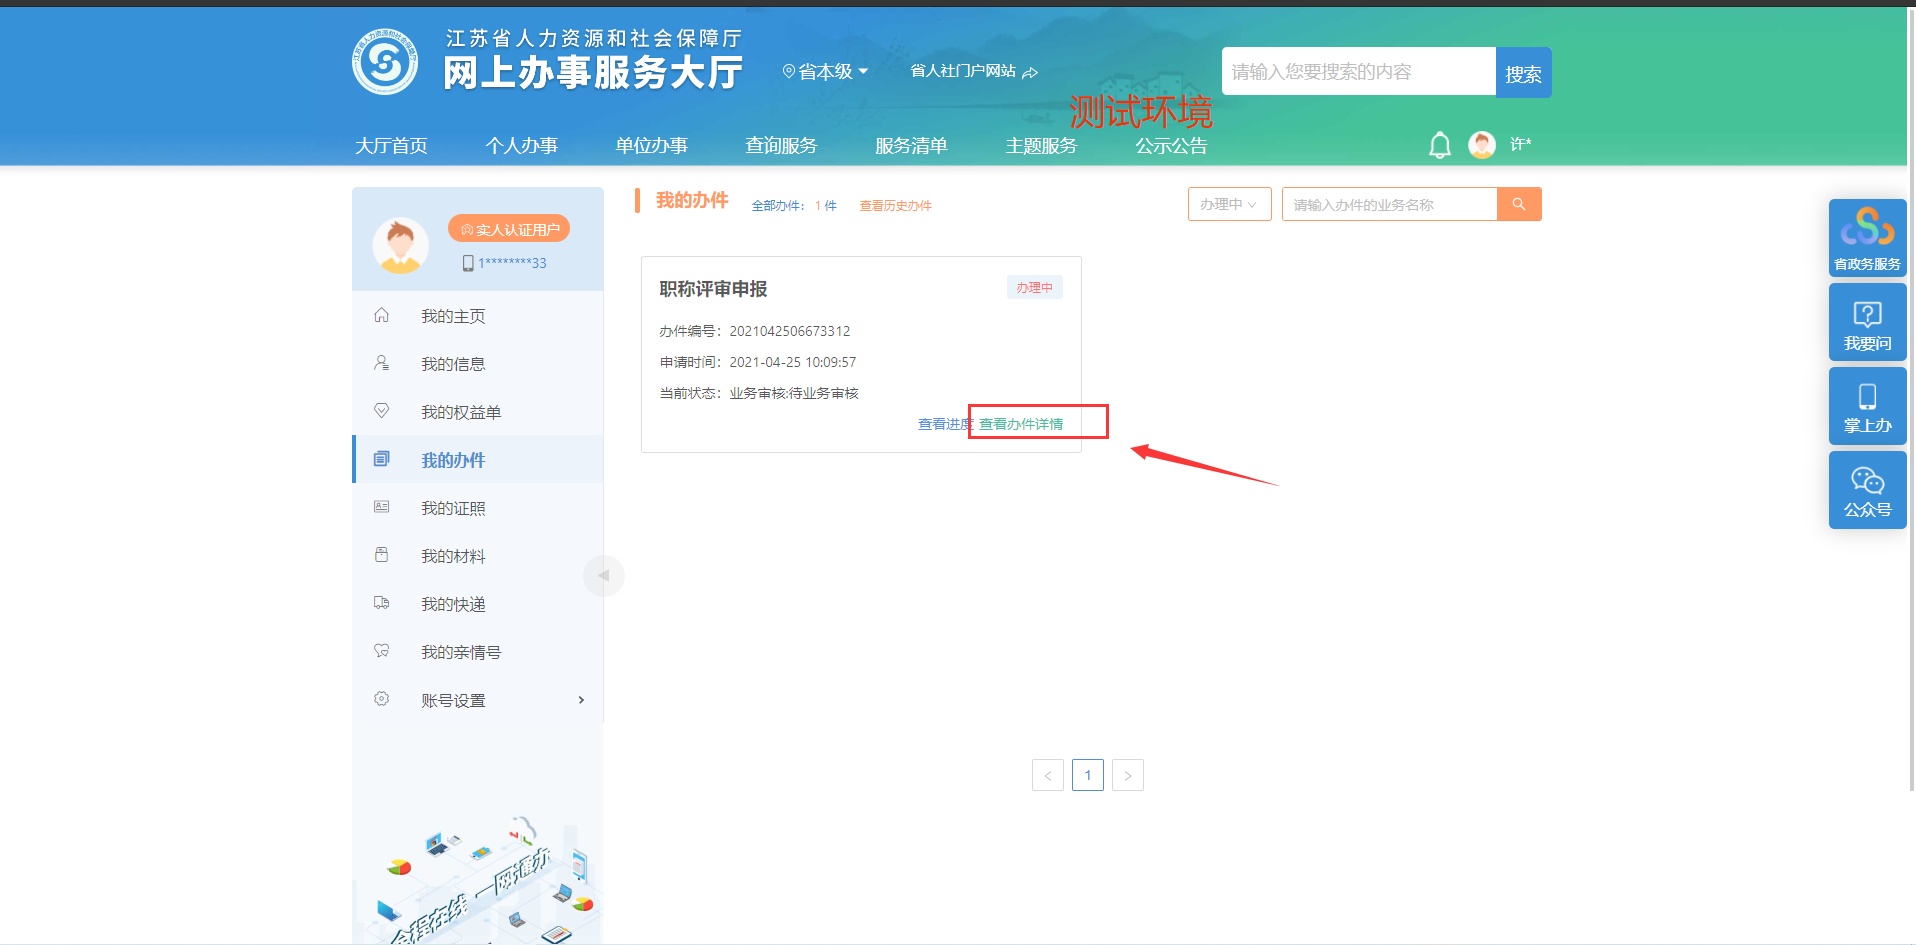 江苏省人力资源和社会保障厅
网上办事服务大厅
省本级
省人社门户网站
请输入您要搜索的内容
搜索
测试环境
大厅首页 个人办事 单位办事 查询服务 服务清单 主题服务 公示公告
许*
实人认证用户
1********33
我的主页
我的信息
我的权益单
我的办件
我的证照
我的材料
我的快递
我的亲情号
账号设置
全程在线 一网通办
我的办件
全部办件： 1 件
查看历史办件
办理中
请输入办件的业务名称
职称评审申报
办理中
办件编号：2021042506673312
申请时间：2021-04-25 10:09:57
当前状态：业务审核:待业务审核
查看进度 查看办件详情
< 1 >
省政务服务
我要问
掌上办
公众号